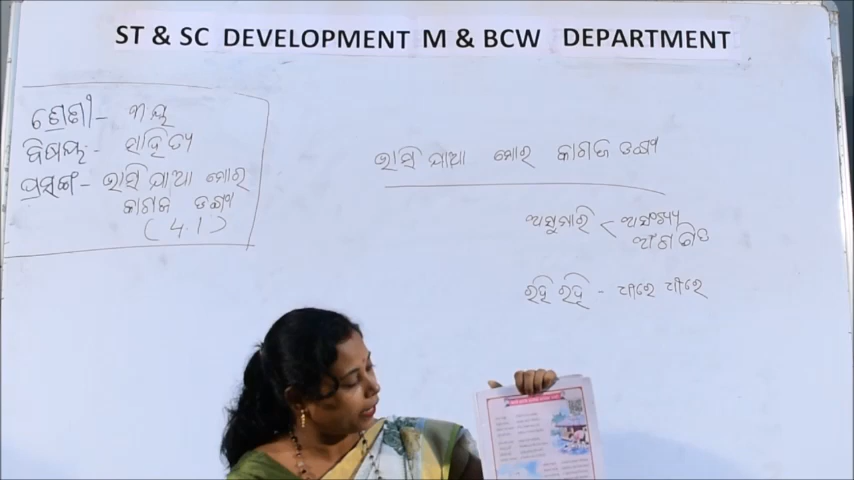 ST & SC DEVELOPMENT M & BCW DEPARTMENT
ଶ୍ରେଣୀ - ୩ୟ
ବିଷୟ - ସାହିତ୍ୟ
ପ୍ରସଙ୍ଗ - ଭାସି ଯାଆ ମୋର
କାଗଜ ଡଙ୍ଗା
(4.1)
ଭାସି ଯାଆ ମୋର କାଗଜ ଡଙ୍ଗା
ଅସୁମାରି < ଅସଂଖ୍ୟ
ଅଗଣିତ
ରହି ରହି - ଧୀରେ ଧୀରେ